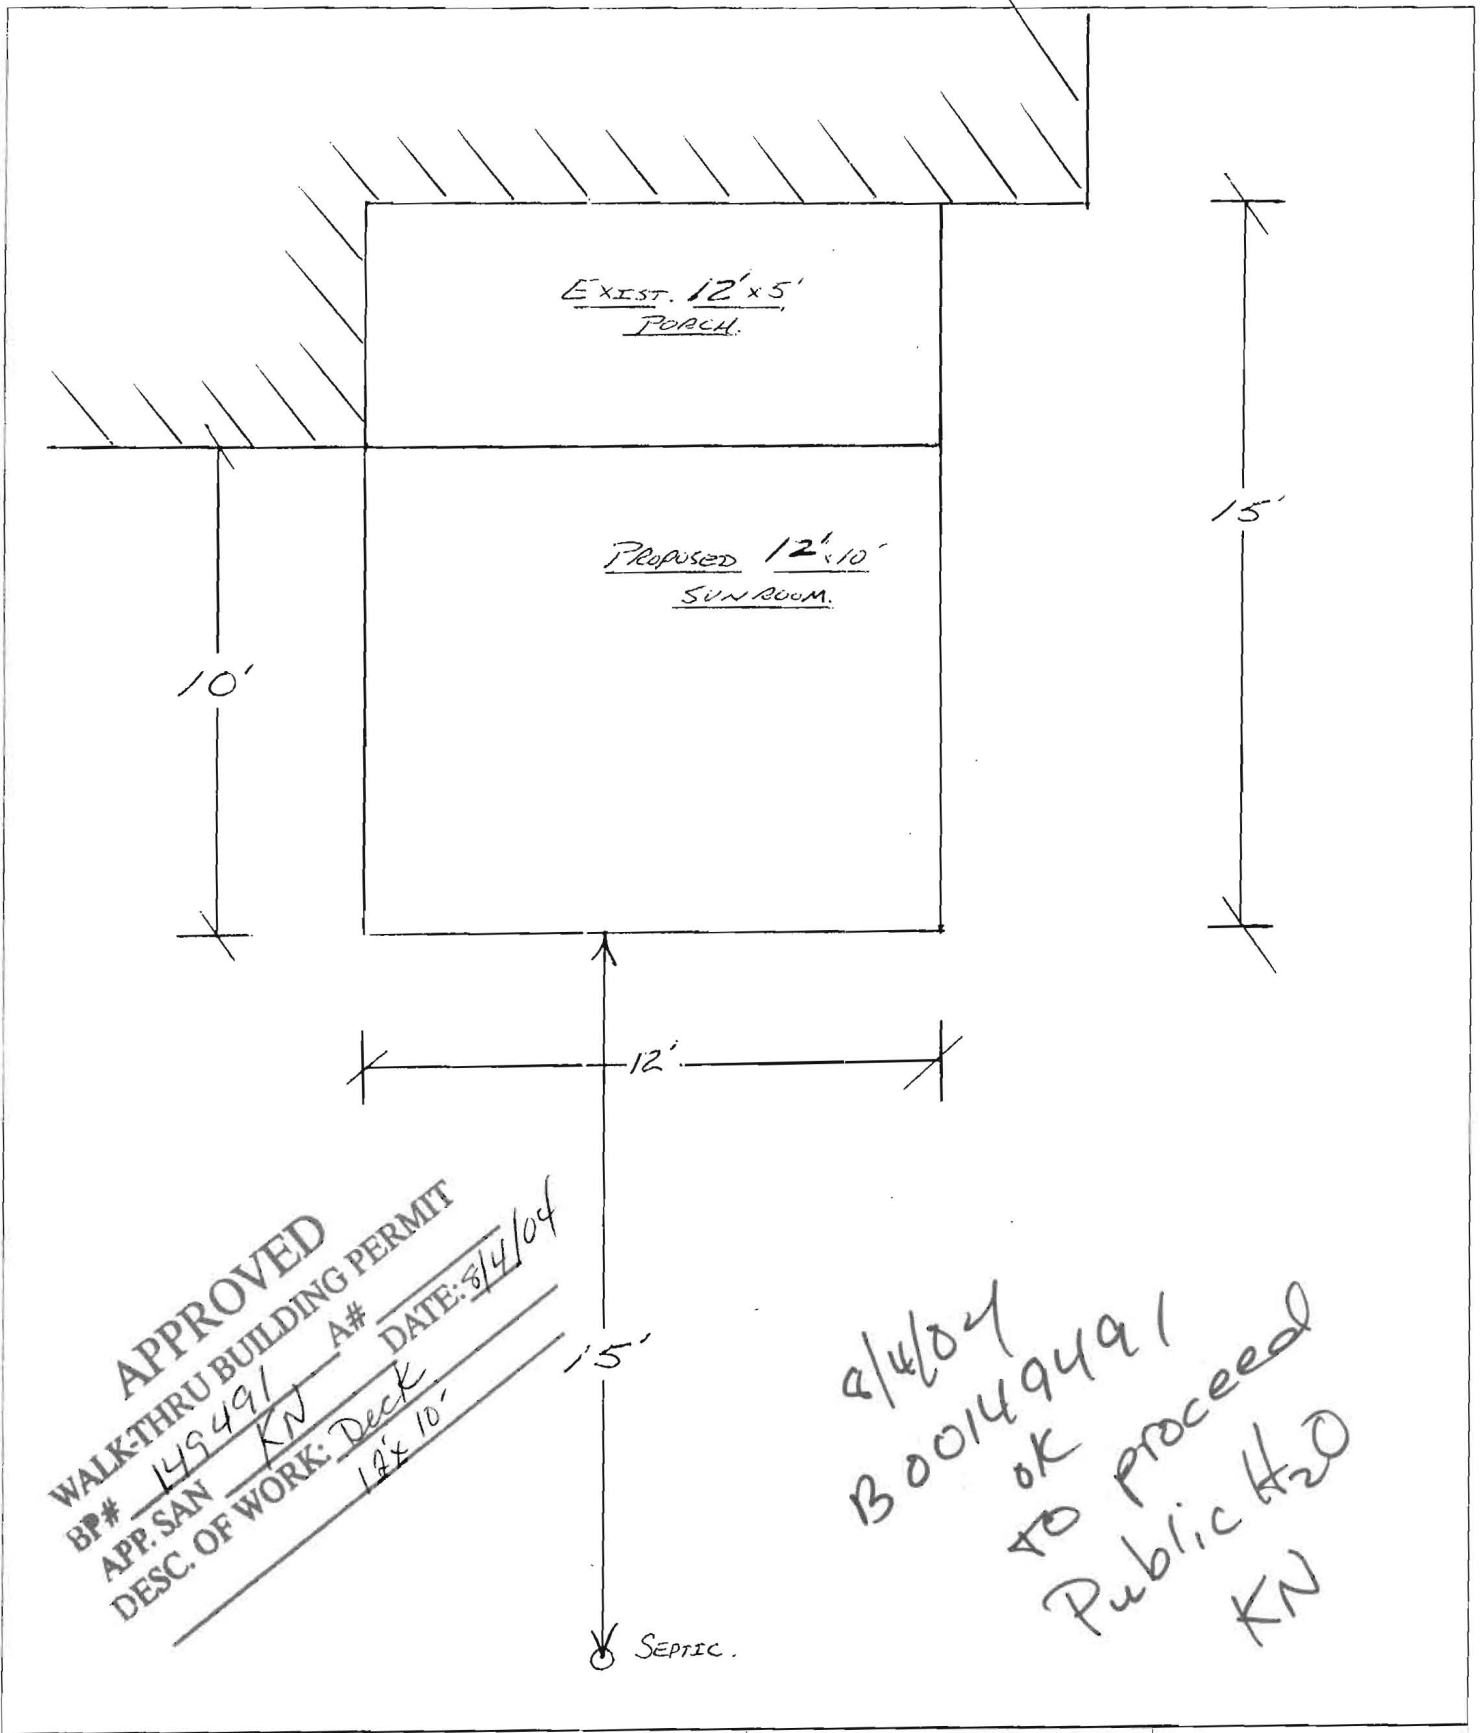 EXIST. 12' x 5'
PORCH.
15'
PROPOSED 12' x 10'
SUNROOM.
10'
12'
15'
SEPTIC.
APPROVED
WALK-THRU BUILDING PERMIT
BP# 149491 A#
APP. SAN KN DATE: 8/4/04
DESC. OF WORK: Deck
12' x 10'
8/4/04
B00149491
OK
to proceed
Public H2O
KN